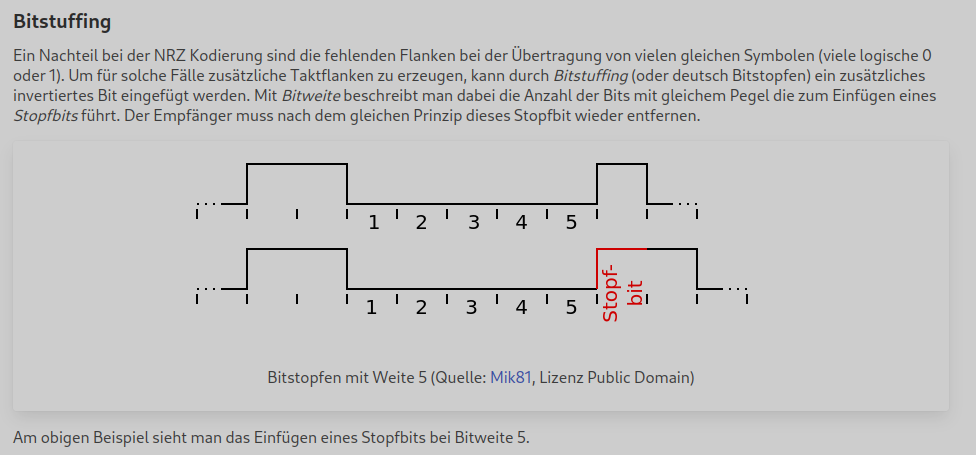 Bitstuffing
Ein Nachteil bei der NRZ Kodierung sind die fehlenden Flanken bei der Übertragung von vielen gleichen Symbolen (viele logische 0
oder 1). Um für solche Fälle zusätzliche Taktflanken zu erzeugen, kann durch Bitstuffing (oder deutsch Bitstopfen) ein zusätzliches
invertiertes Bit eingefügt werden. Mit Bitweite beschreibt man dabei die Anzahl der Bits mit gleichem Pegel die zum Einfügen eines
Stopfbits führt. Der Empfänger muss nach dem gleichen Prinzip dieses Stopfbit wieder entfernen.
1 2 3 4 5
1 2 3 4 5
Stopf-
bit
Bitstopfen mit Weite 5 (Quelle: Mik81, Lizenz Public Domain)
Am obigen Beispiel sieht man das Einfügen eines Stopfbits bei Bitweite 5.